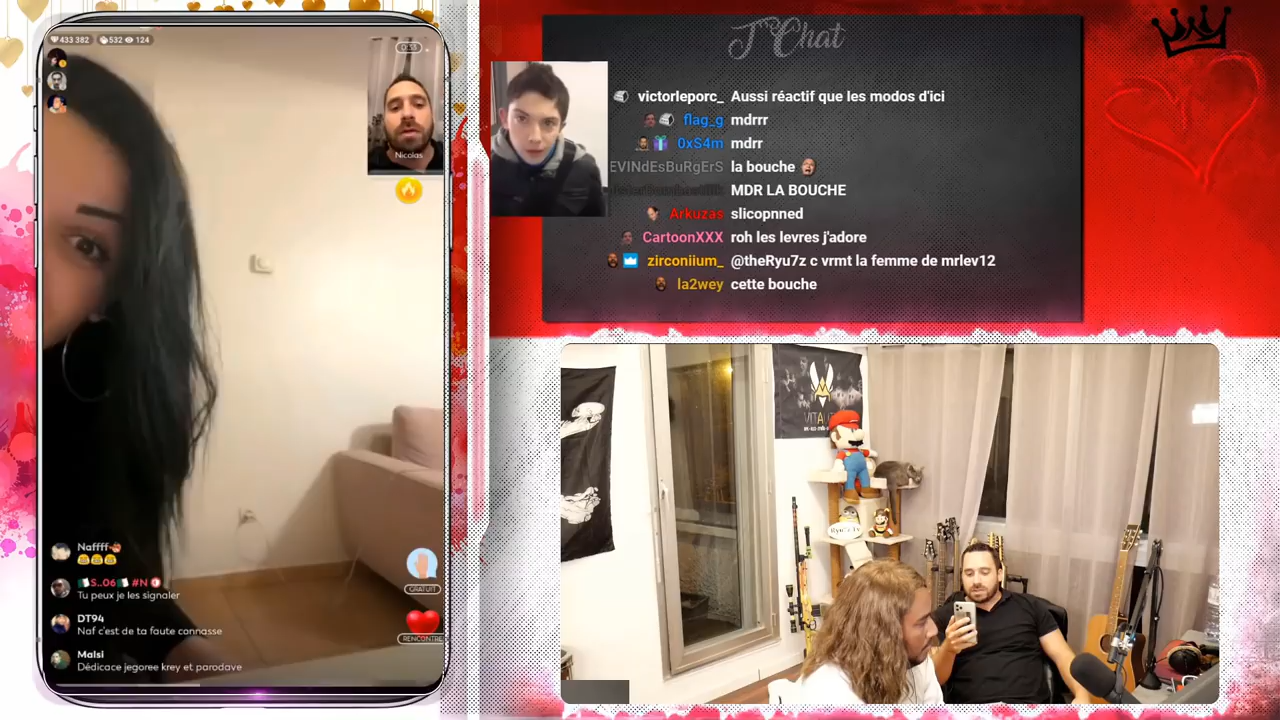 433 382 532 124
Nicolas
Naffff
S..06 #N
Tu peux je les signaler
DT94
Naf c'est de ta faute connasse
Malsi
Dédicace jegoree krey et parodave
GRATUIT
RENCONTRE
J'Chat
victorleporc_ Aussi réactif que les modos d'ici
flag_g mdrrr
0xS4m mdrr
EVINdEsBuRgErS la bouche
MDR LA BOUCHE
Arkuzas slicopnned
CartoonXXX roh les levres j'adore
zirconiium_ @theRyu7z c vrmt la femme de mrlev12
la2wey cette bouche